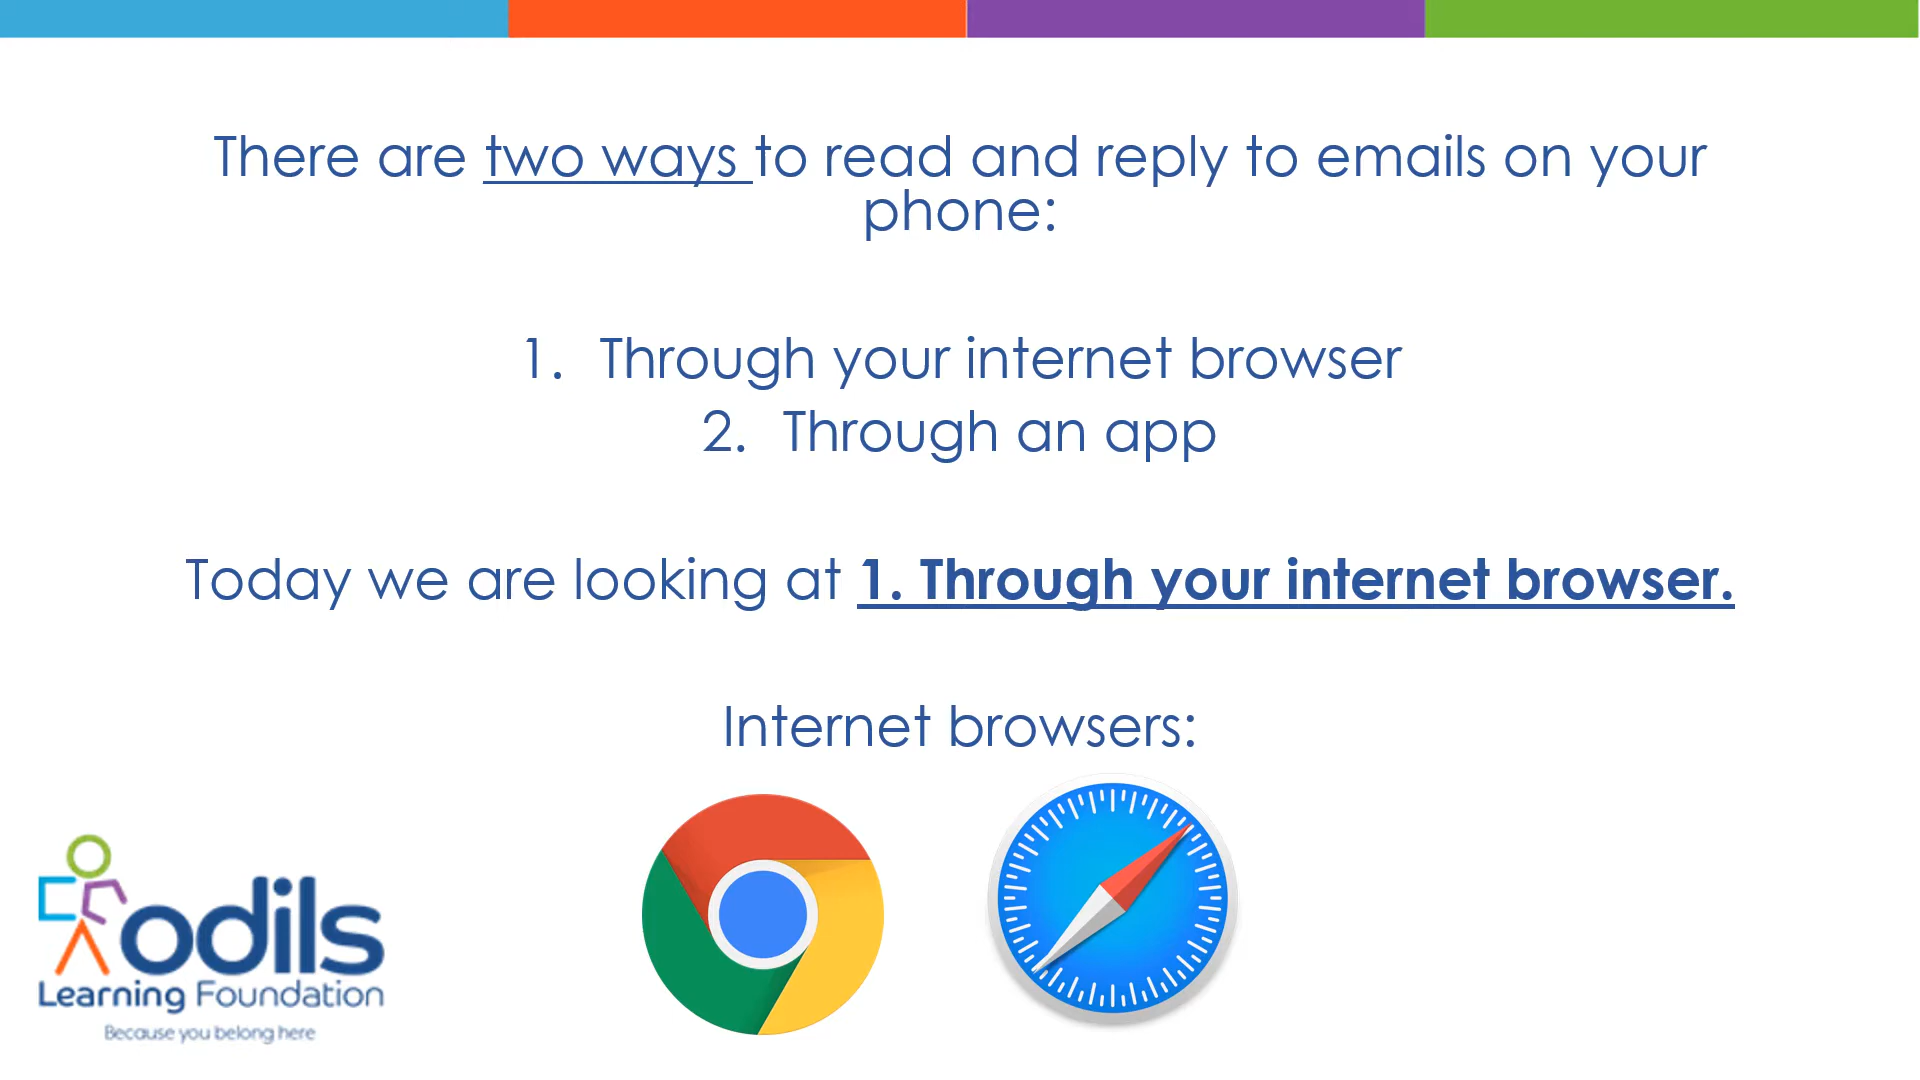 There are two ways to read and reply to emails on your
phone:
1. Through your internet browser
2. Through an app
Today we are looking at 1. Through your internet browser.
Internet browsers:
odils
Learning Foundation
Because you belong here